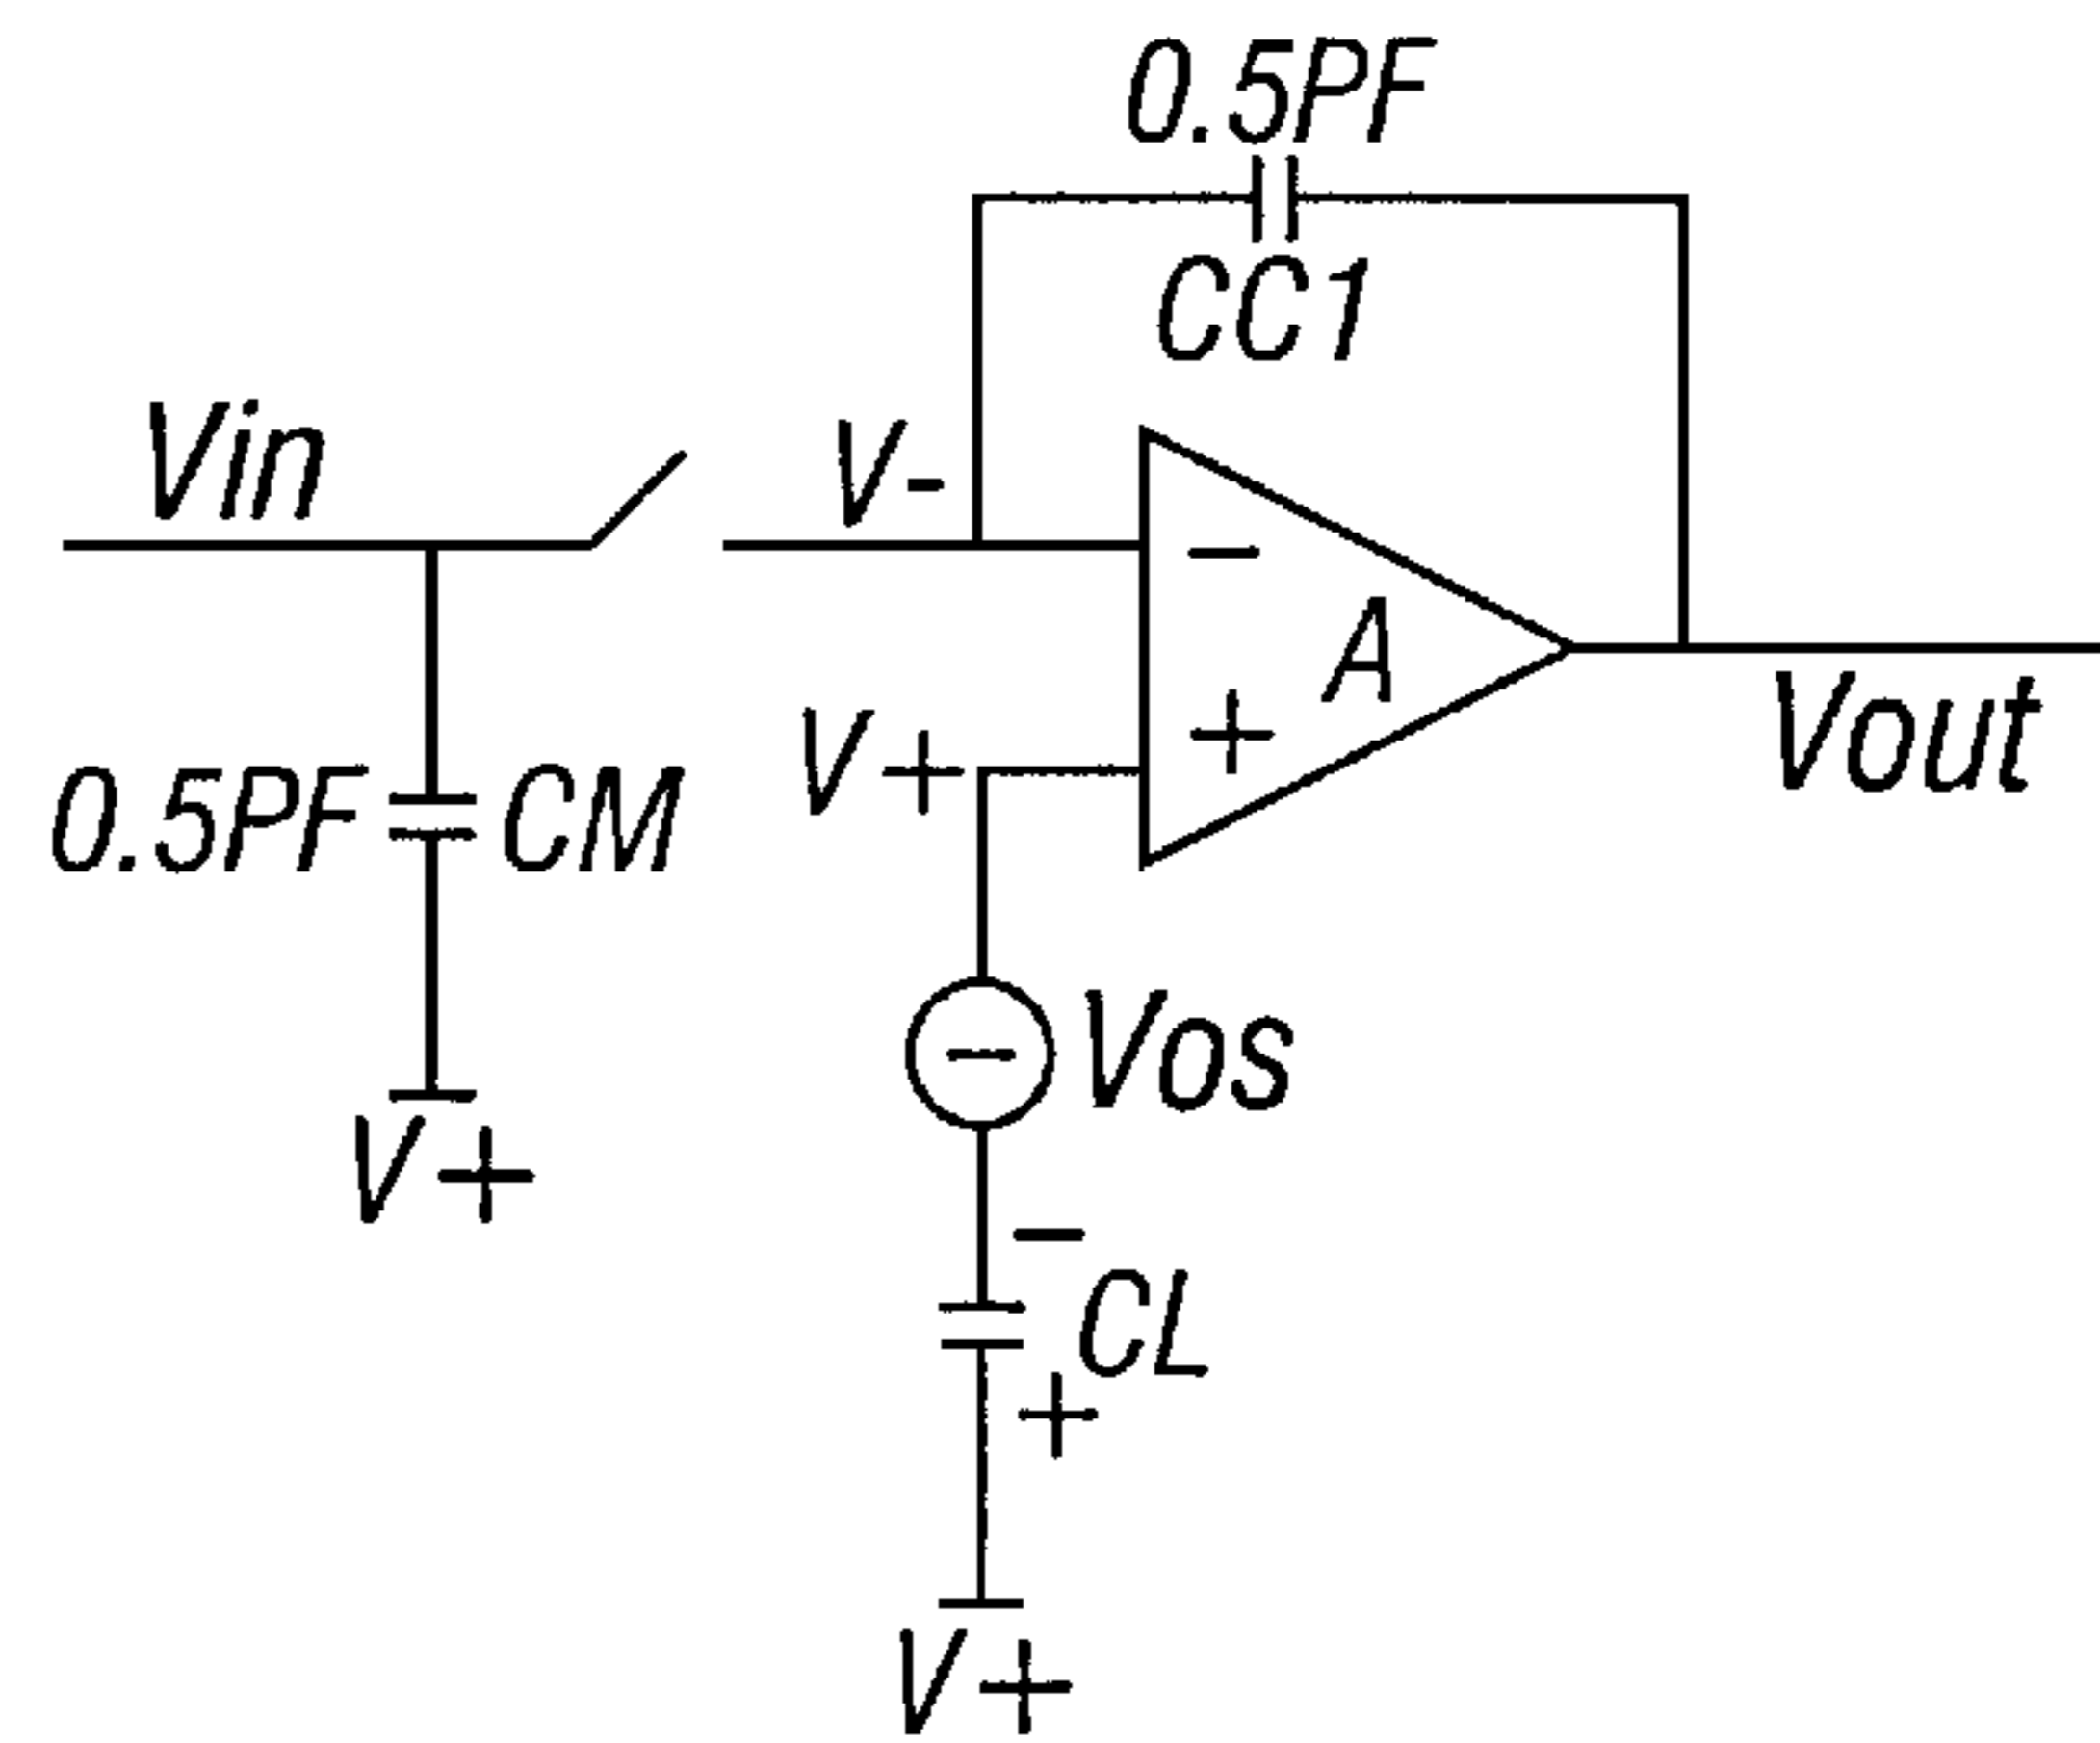 0.5PF
CC1
Vin
V-
−
A
V+
+
Vout
0.5PF CM
− Vos
V+
−
CL
+
V+